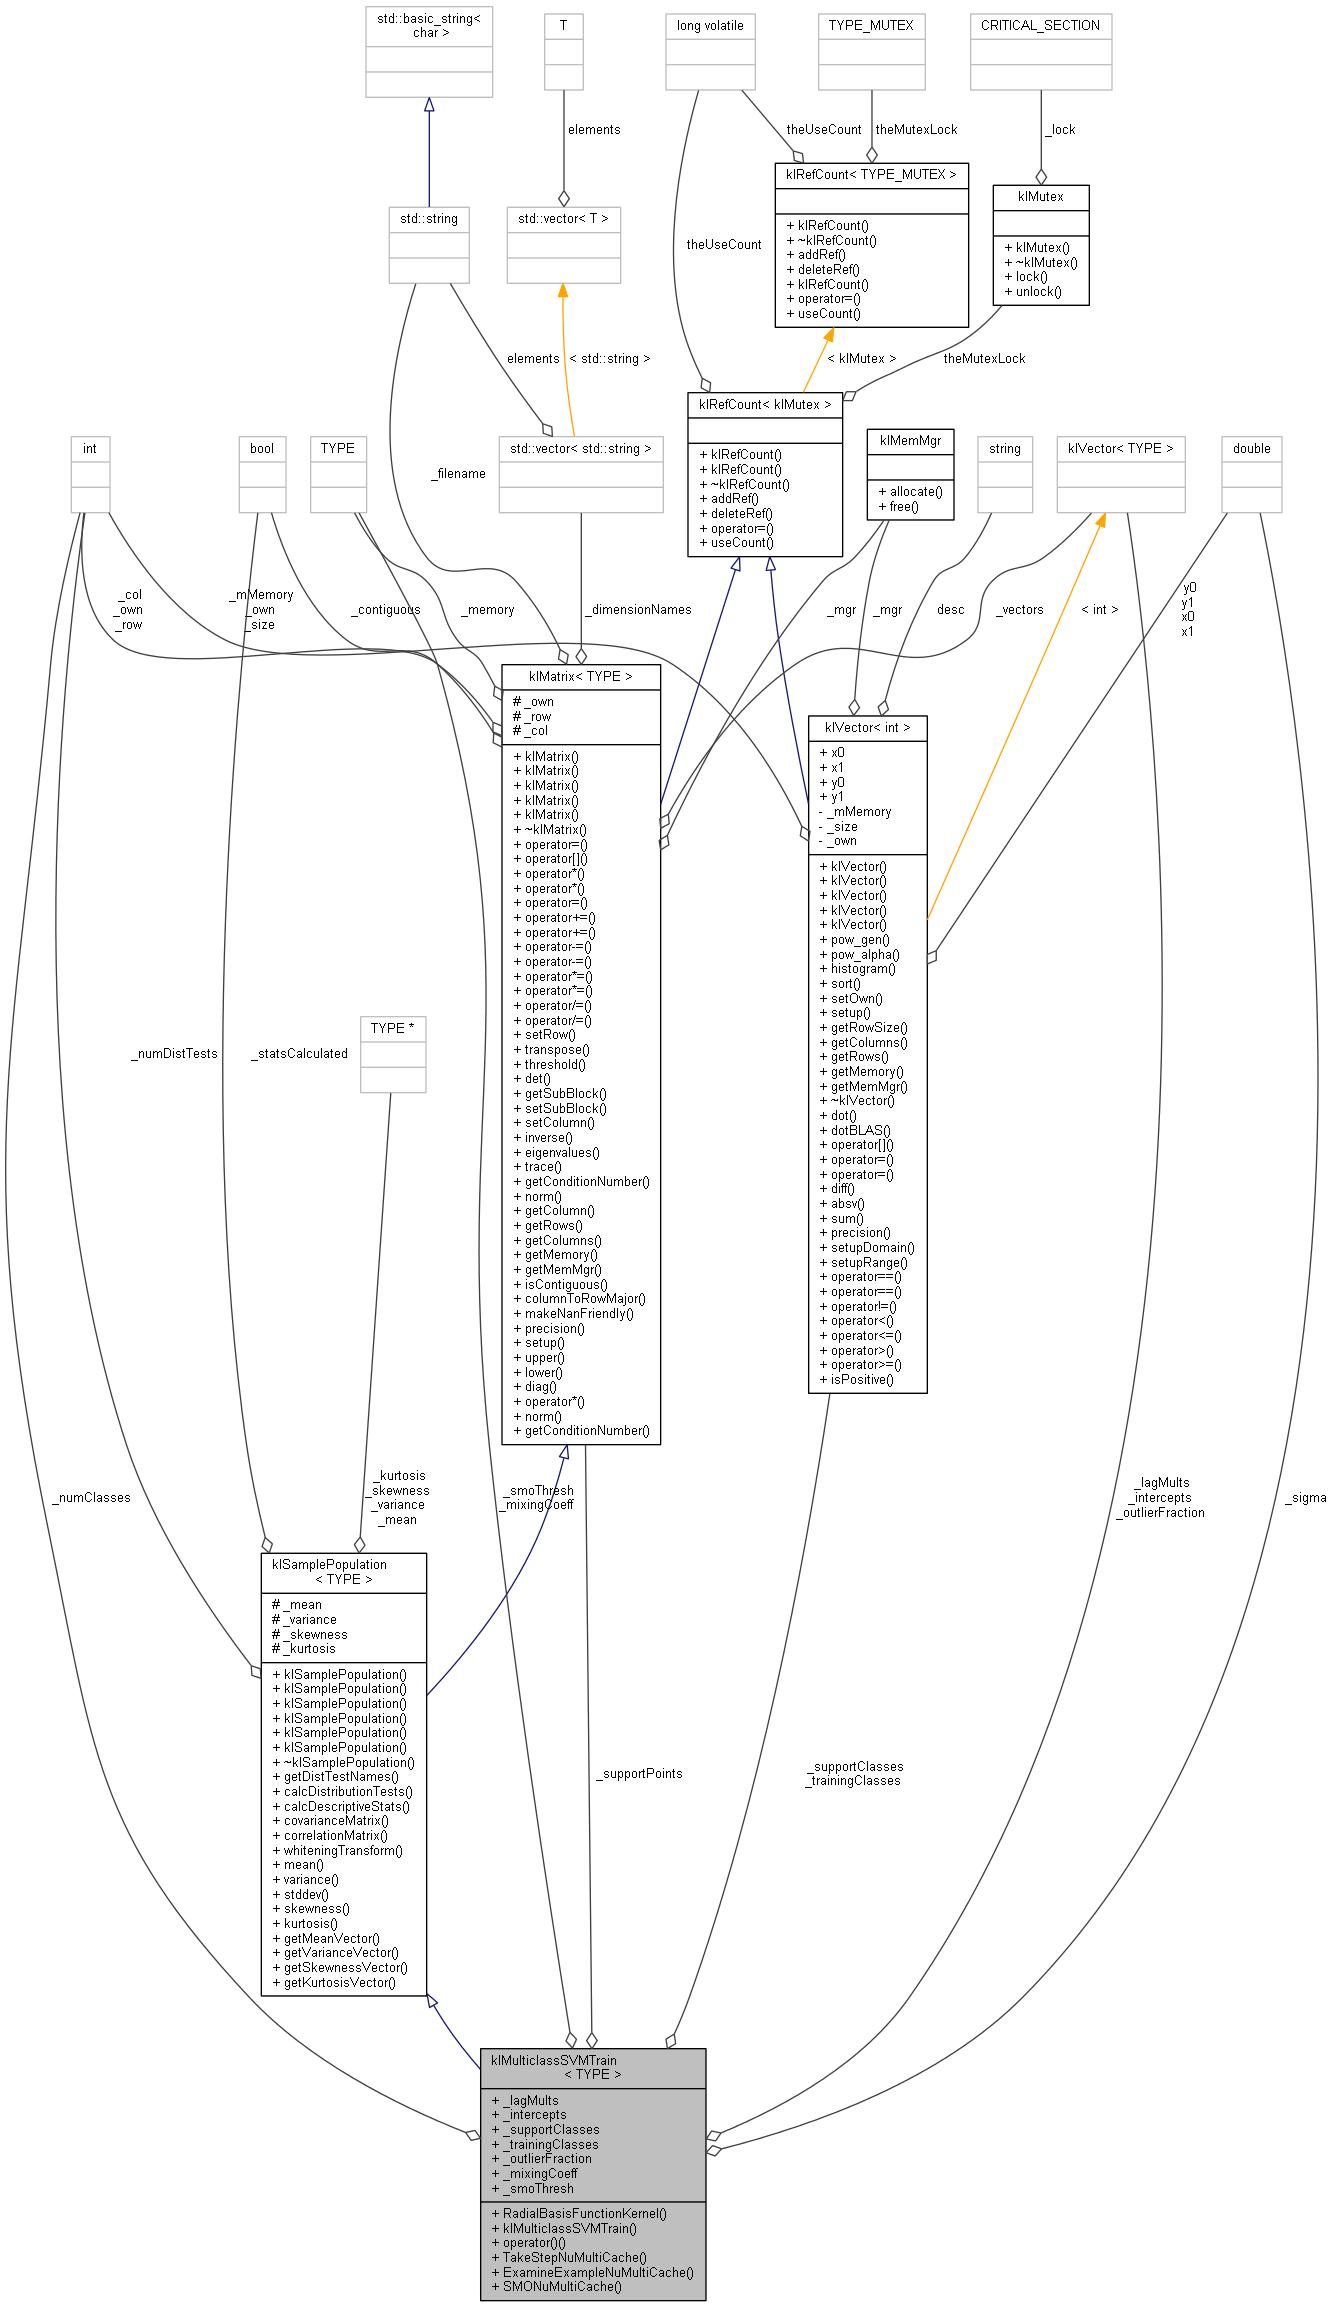 std::basic_string<
char >
T
long volatile
TYPE_MUTEX
CRITICAL_SECTION
elements
theUseCount
theMutexLock
_lock
klRefCount< TYPE_MUTEX >
+ klRefCount()
+ ~klRefCount()
+ addRef()
+ deleteRef()
+ klRefCount()
+ operator=()
+ useCount()
klMutex
+ klMutex()
+ ~klMutex()
+ lock()
+ unlock()
std::string
std::vector< T >
theUseCount
elements
< std::string >
< klMutex >
theMutexLock
klRefCount< klMutex >
+ klRefCount()
+ klRefCount()
+ ~klRefCount()
+ addRef()
+ deleteRef()
+ operator=()
+ useCount()
int
bool
TYPE
_filename
std::vector< std::string >
klMemMgr
+ allocate()
+ free()
string
klVector< TYPE >
double
_col
_own
_row
_mMemory
_own
_size
_contiguous
_memory
_dimensionNames
_mgr
_mgr
desc
_vectors
< int >
y0
y1
x0
x1
klMatrix< TYPE >
# _own
# _row
# _col
+ klMatrix()
+ klMatrix()
+ klMatrix()
+ klMatrix()
+ klMatrix()
+ ~klMatrix()
+ operator=()
+ operator[]()
+ operator*()
+ operator*()
+ operator=()
+ operator+=()
+ operator+=()
+ operator-=()
+ operator-=()
+ operator*=()
+ operator*=()
+ operator/=()
+ operator/=()
+ setRow()
+ transpose()
+ threshold()
+ det()
+ getSubBlock()
+ setSubBlock()
+ setColumn()
+ inverse()
+ eigenvalues()
+ trace()
+ getConditionNumber()
+ norm()
+ getColumn()
+ getRows()
+ getColumns()
+ getMemory()
+ getMemMgr()
+ isContiguous()
+ columnToRowMajor()
+ makeNanFriendly()
+ precision()
+ setup()
+ upper()
+ lower()
+ diag()
+ operator*()
+ norm()
+ getConditionNumber()
klVector< int >
+ x0
+ x1
+ y0
+ y1
- _mMemory
- _size
- _own
+ klVector()
+ klVector()
+ klVector()
+ klVector()
+ klVector()
+ pow_gen()
+ pow_alpha()
+ histogram()
+ sort()
+ setOwn()
+ setup()
+ getRowSize()
+ getColumns()
+ getRows()
+ getMemory()
+ getMemMgr()
+ ~klVector()
+ dot()
+ dotBLAS()
+ operator[]()
+ operator=()
+ operator=()
+ diff()
+ absv()
+ sum()
+ precision()
+ setupDomain()
+ setupRange()
+ operator==()
+ operator==()
+ operator!=()
+ operator<()
+ operator<=()
+ operator>()
+ operator>=()
+ isPositive()
_numDistTests
_statsCalculated
TYPE *
_numClasses
_kurtosis
_skewness
_variance
_mean
_smoThresh
_mixingCoeff
_lagMults
_intercepts
_outlierFraction
_sigma
klSamplePopulation
< TYPE >
# _mean
# _variance
# _skewness
# _kurtosis
+ klSamplePopulation()
+ klSamplePopulation()
+ klSamplePopulation()
+ klSamplePopulation()
+ klSamplePopulation()
+ klSamplePopulation()
+ ~klSamplePopulation()
+ getDistTestNames()
+ calcDistributionTests()
+ calcDescriptiveStats()
+ covarianceMatrix()
+ correlationMatrix()
+ whiteningTransform()
+ mean()
+ variance()
+ stddev()
+ skewness()
+ kurtosis()
+ getMeanVector()
+ getVarianceVector()
+ getSkewnessVector()
+ getKurtosisVector()
_supportPoints
_supportClasses
_trainingClasses
klMulticlassSVMTrain
< TYPE >
+ _lagMults
+ _intercepts
+ _supportClasses
+ _trainingClasses
+ _outlierFraction
+ _mixingCoeff
+ _smoThresh
+ RadialBasisFunctionKernel()
+ klMulticlassSVMTrain()
+ operator()()
+ TakeStepNuMultiCache()
+ ExamineExampleNuMultiCache()
+ SMONuMultiCache()